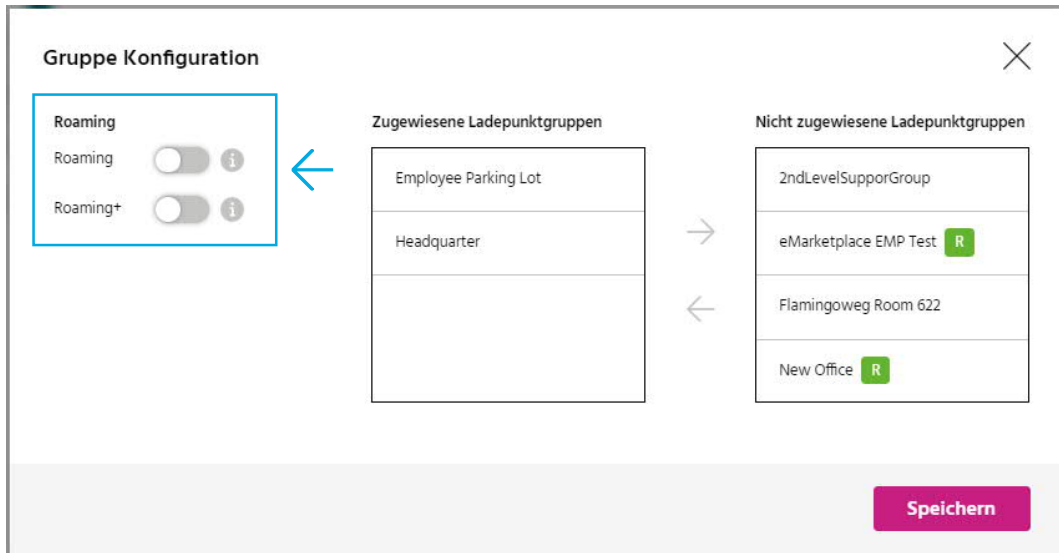 Gruppe Konfiguration
Roaming
Roaming
i
Roaming+
i
Zugewiesene Ladepunktgruppen
Employee Parking Lot
Headquarter
Nicht zugewiesene Ladepunktgruppen
2ndLevelSupporGroup
eMarketplace EMP Test R
Flamingoweg Room 622
New Office R
Speichern